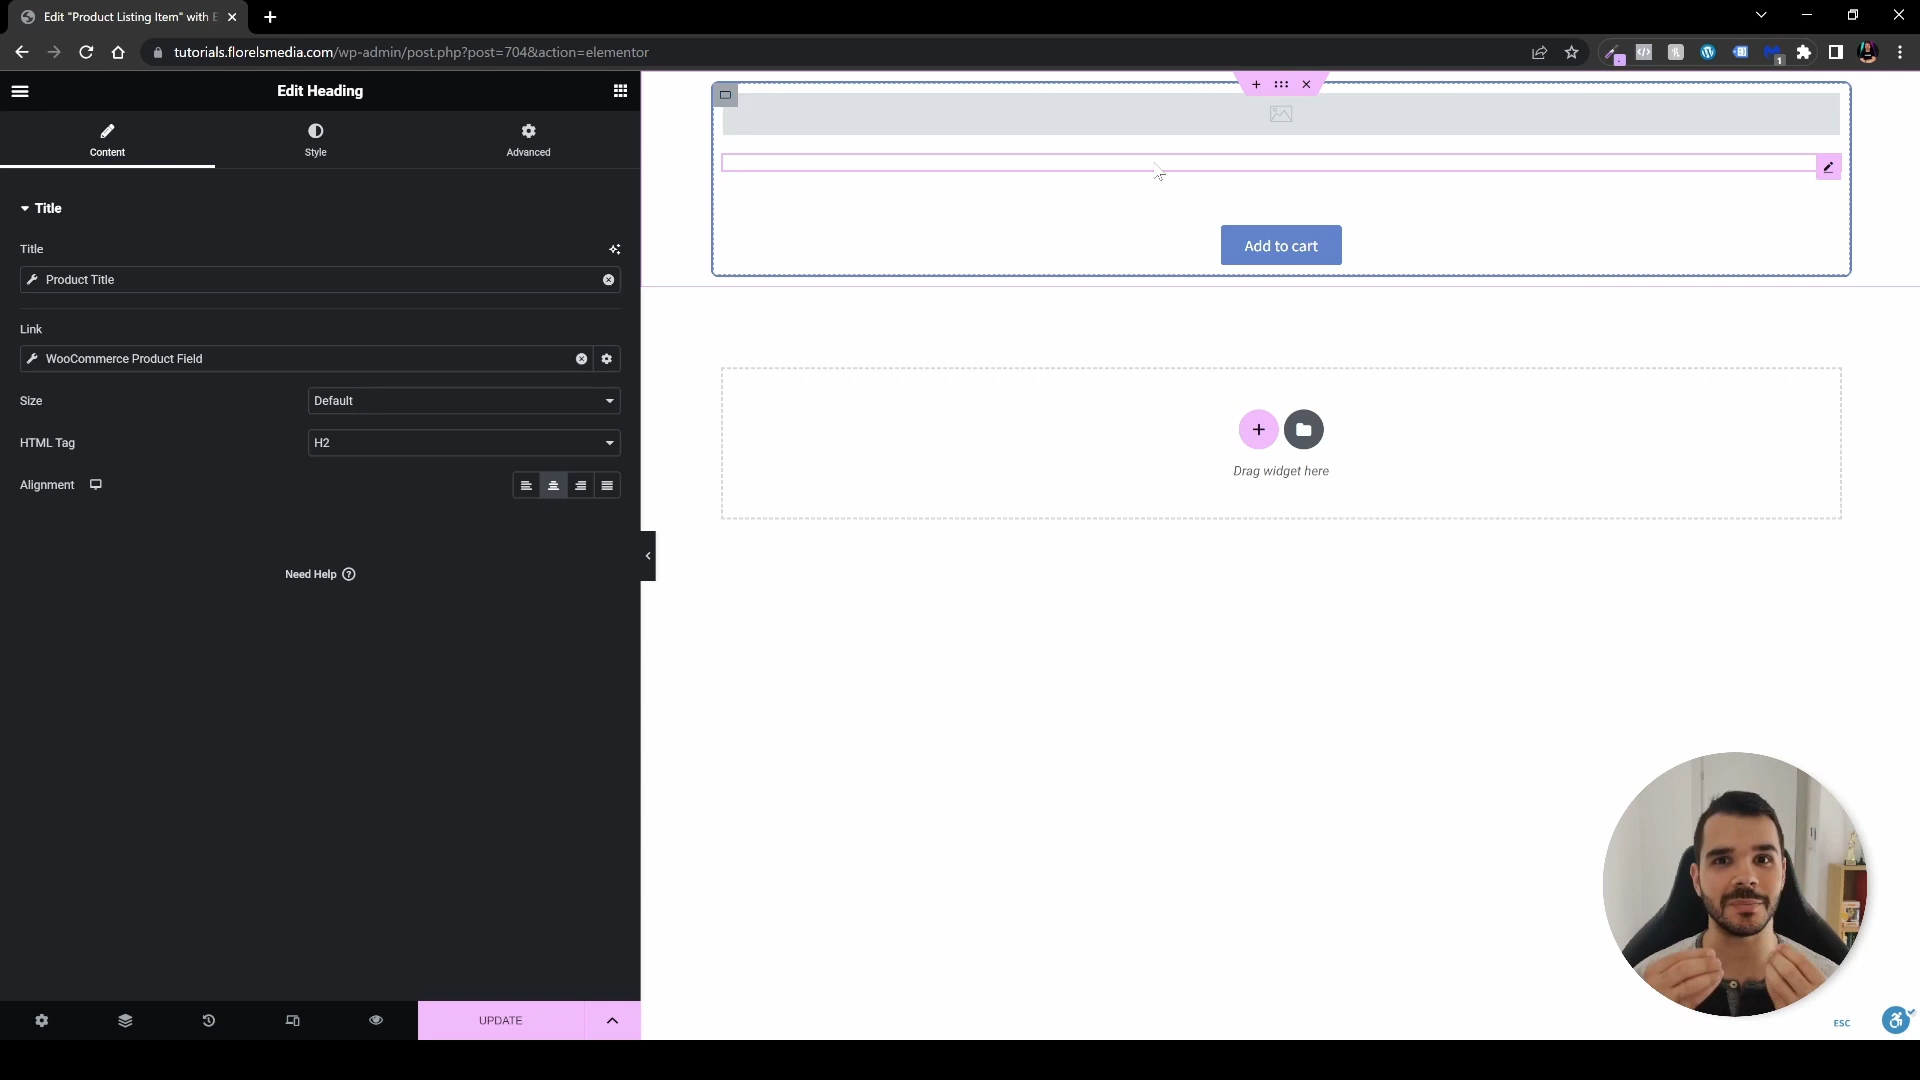 Edit "Product Listing Item" with E
tutorials.florelsmedia.com/wp-admin/post.php?post=704&action=elementor
1
Edit Heading
Content
Style
Advanced
Title
Title
Product Title
Link
WooCommerce Product Field
Size
Default
HTML Tag
H2
Alignment
Need Help
UPDATE
Add to cart
Drag widget here
ESC